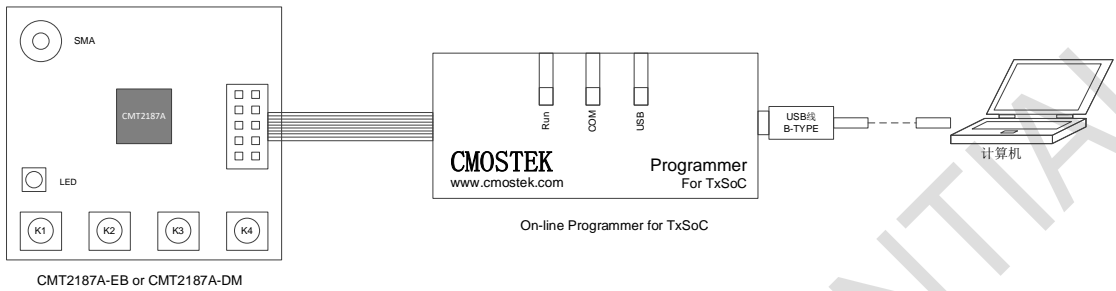 SMA
CMT2187A
LED
K1
K2
K3
K4
CMT2187A-EB or CMT2187A-DM
Run
COM
USB
CMOSTEK
www.cmostek.com
Programmer
For TxSoC
On-line Programmer for TxSoC
USB线
B-TYPE
计算机